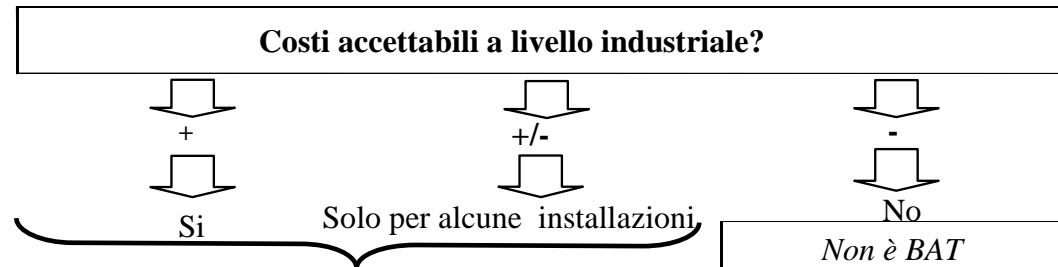 Costi accettabili a livello industriale?
+ +/- -
Si Solo per alcune installazioni No
Non è BAT